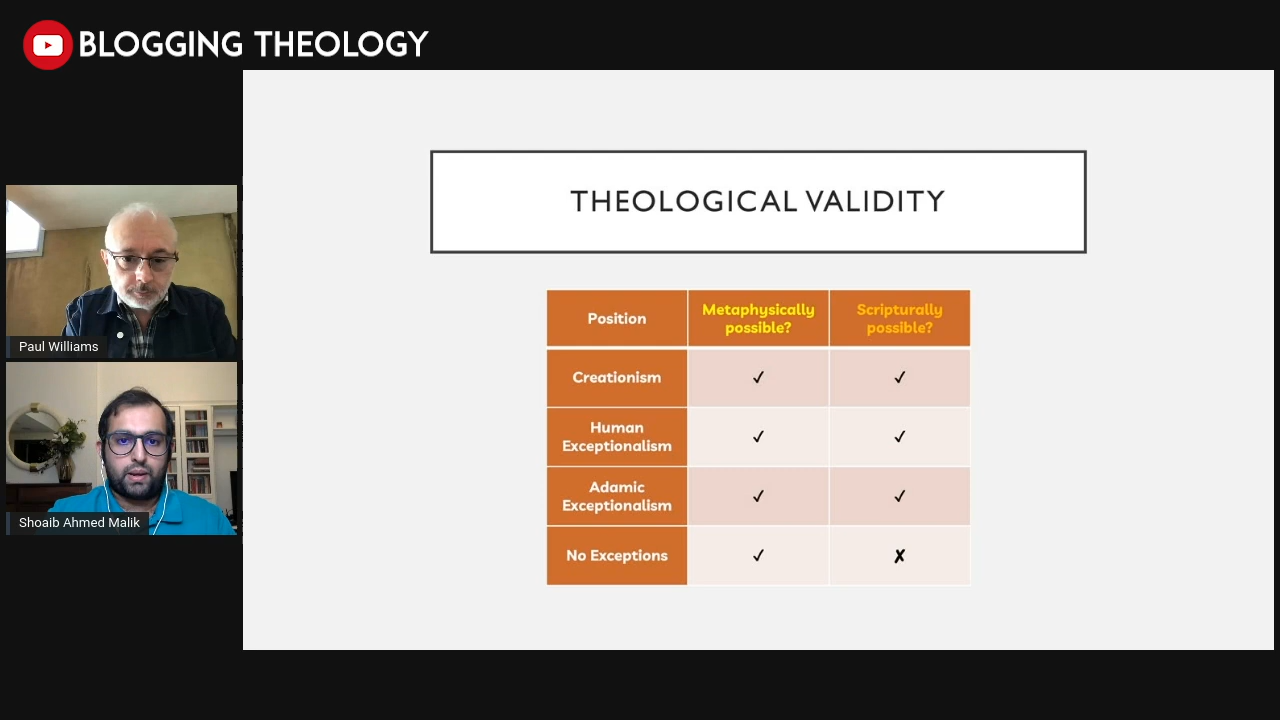 BLOGGING THEOLOGY
THEOLOGICAL VALIDITY
Position
Metaphysically
possible?
Scripturally
possible?
Creationism
✓
✓
Human
Exceptionalism
✓
✓
Adamic
Exceptionalism
✓
✓
No Exceptions
✓
✗
Paul Williams
Shoaib Ahmed Malik